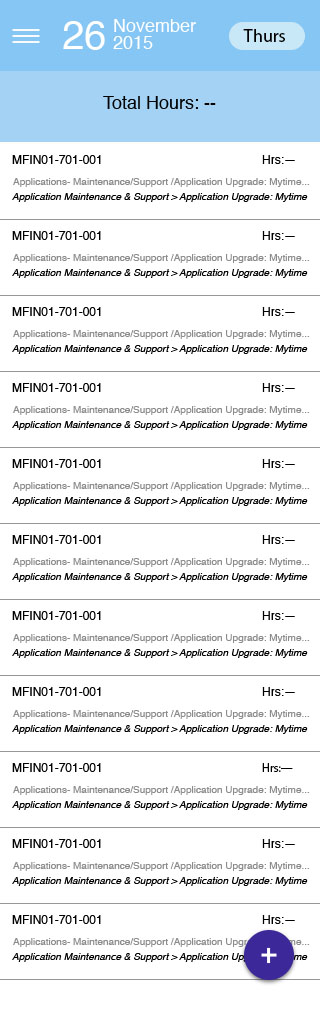 26 November 2015 Thurs
Total Hours: --
MFIN01-701-001 Hrs:—
Applications- Maintenance/Support /Application Upgrade: Mytime...
Application Maintenance & Support > Application Upgrade: Mytime
MFIN01-701-001 Hrs:—
Applications- Maintenance/Support /Application Upgrade: Mytime...
Application Maintenance & Support > Application Upgrade: Mytime
MFIN01-701-001 Hrs:—
Applications- Maintenance/Support /Application Upgrade: Mytime...
Application Maintenance & Support > Application Upgrade: Mytime
MFIN01-701-001 Hrs:—
Applications- Maintenance/Support /Application Upgrade: Mytime...
Application Maintenance & Support > Application Upgrade: Mytime
MFIN01-701-001 Hrs:—
Applications- Maintenance/Support /Application Upgrade: Mytime...
Application Maintenance & Support > Application Upgrade: Mytime
MFIN01-701-001 Hrs:—
Applications- Maintenance/Support /Application Upgrade: Mytime...
Application Maintenance & Support > Application Upgrade: Mytime
MFIN01-701-001 Hrs:—
Applications- Maintenance/Support /Application Upgrade: Mytime...
Application Maintenance & Support > Application Upgrade: Mytime
MFIN01-701-001 Hrs:—
Applications- Maintenance/Support /Application Upgrade: Mytime...
Application Maintenance & Support > Application Upgrade: Mytime
MFIN01-701-001 Hrs:—
Applications- Maintenance/Support /Application Upgrade: Mytime...
Application Maintenance & Support > Application Upgrade: Mytime
MFIN01-701-001 Hrs:—
Applications- Maintenance/Support /Application Upgrade: Mytime...
Application Maintenance & Support > Application Upgrade: Mytime
MFIN01-701-001 Hrs:—
Applications- Maintenance/Support /Application
Application Maintenance & Support > Application
+